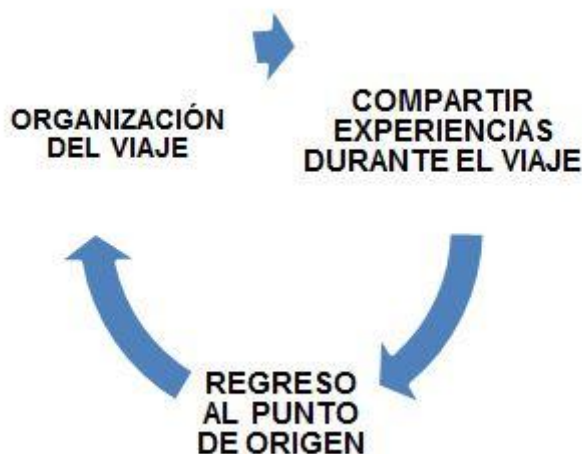 ORGANIZACIÓN
DEL VIAJE
COMPARTIR
EXPERIENCIAS
DURANTE EL VIAJE
REGRESO
AL PUNTO
DE ORIGEN